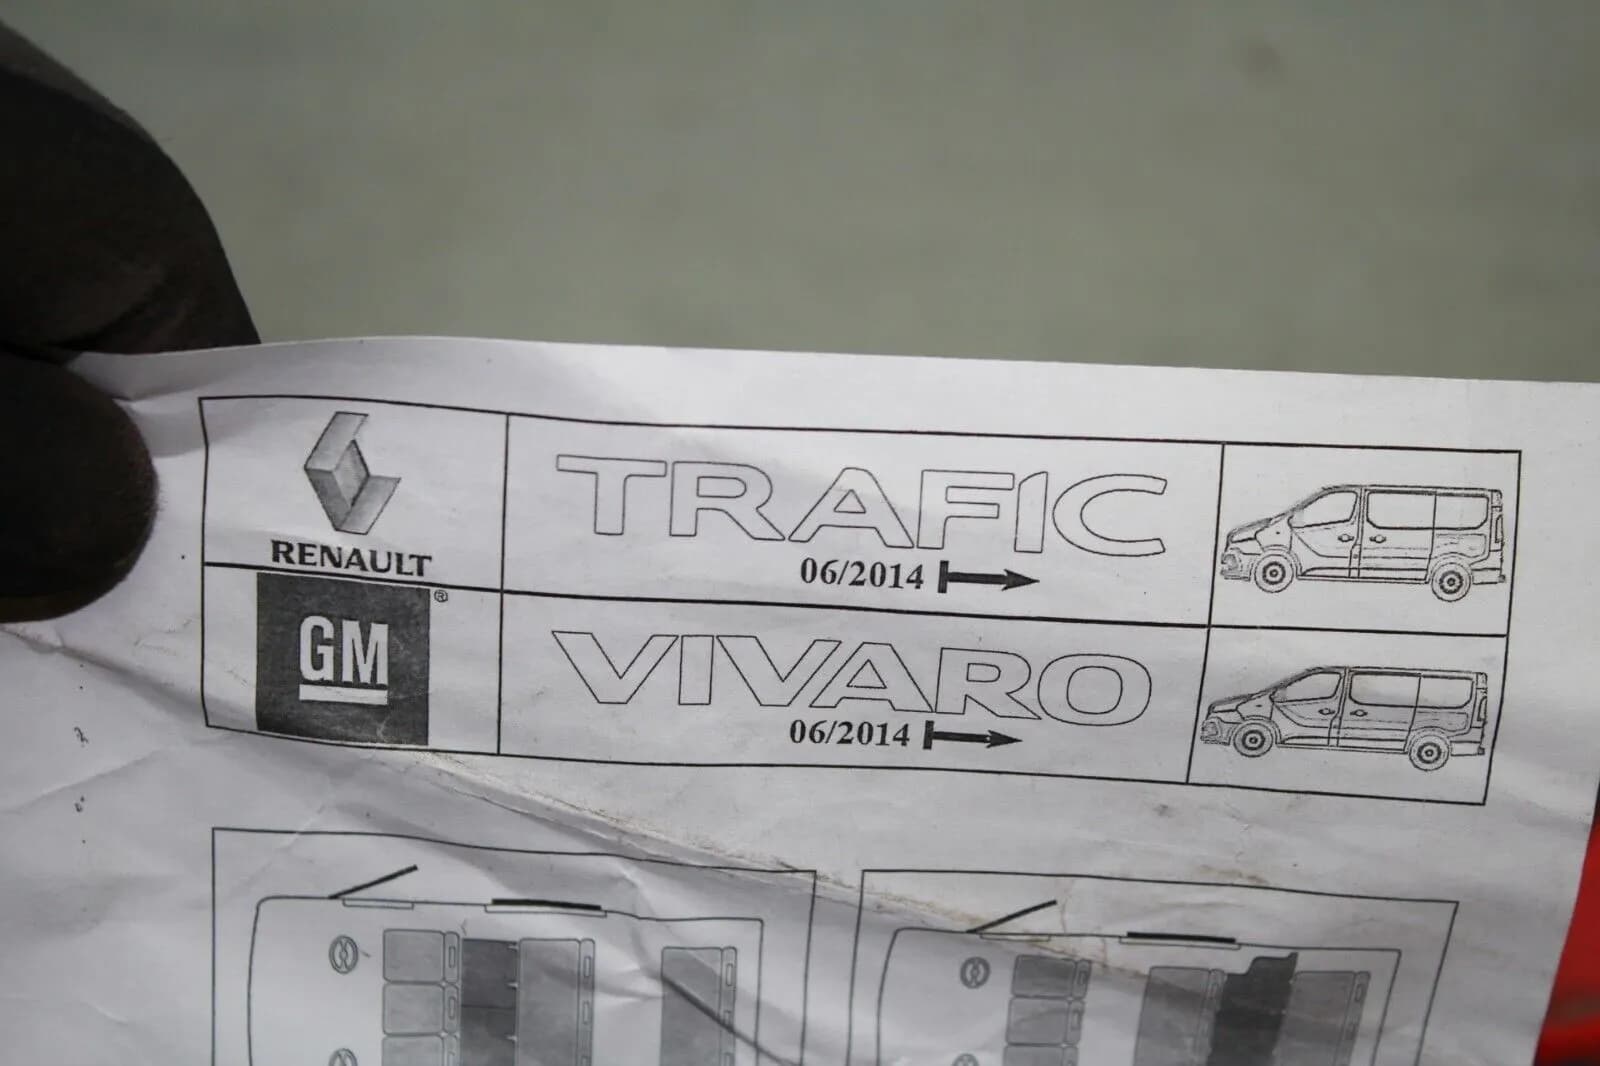 RENAULT
TRAFIC
06/2014
GM®
VIVARO
06/2014